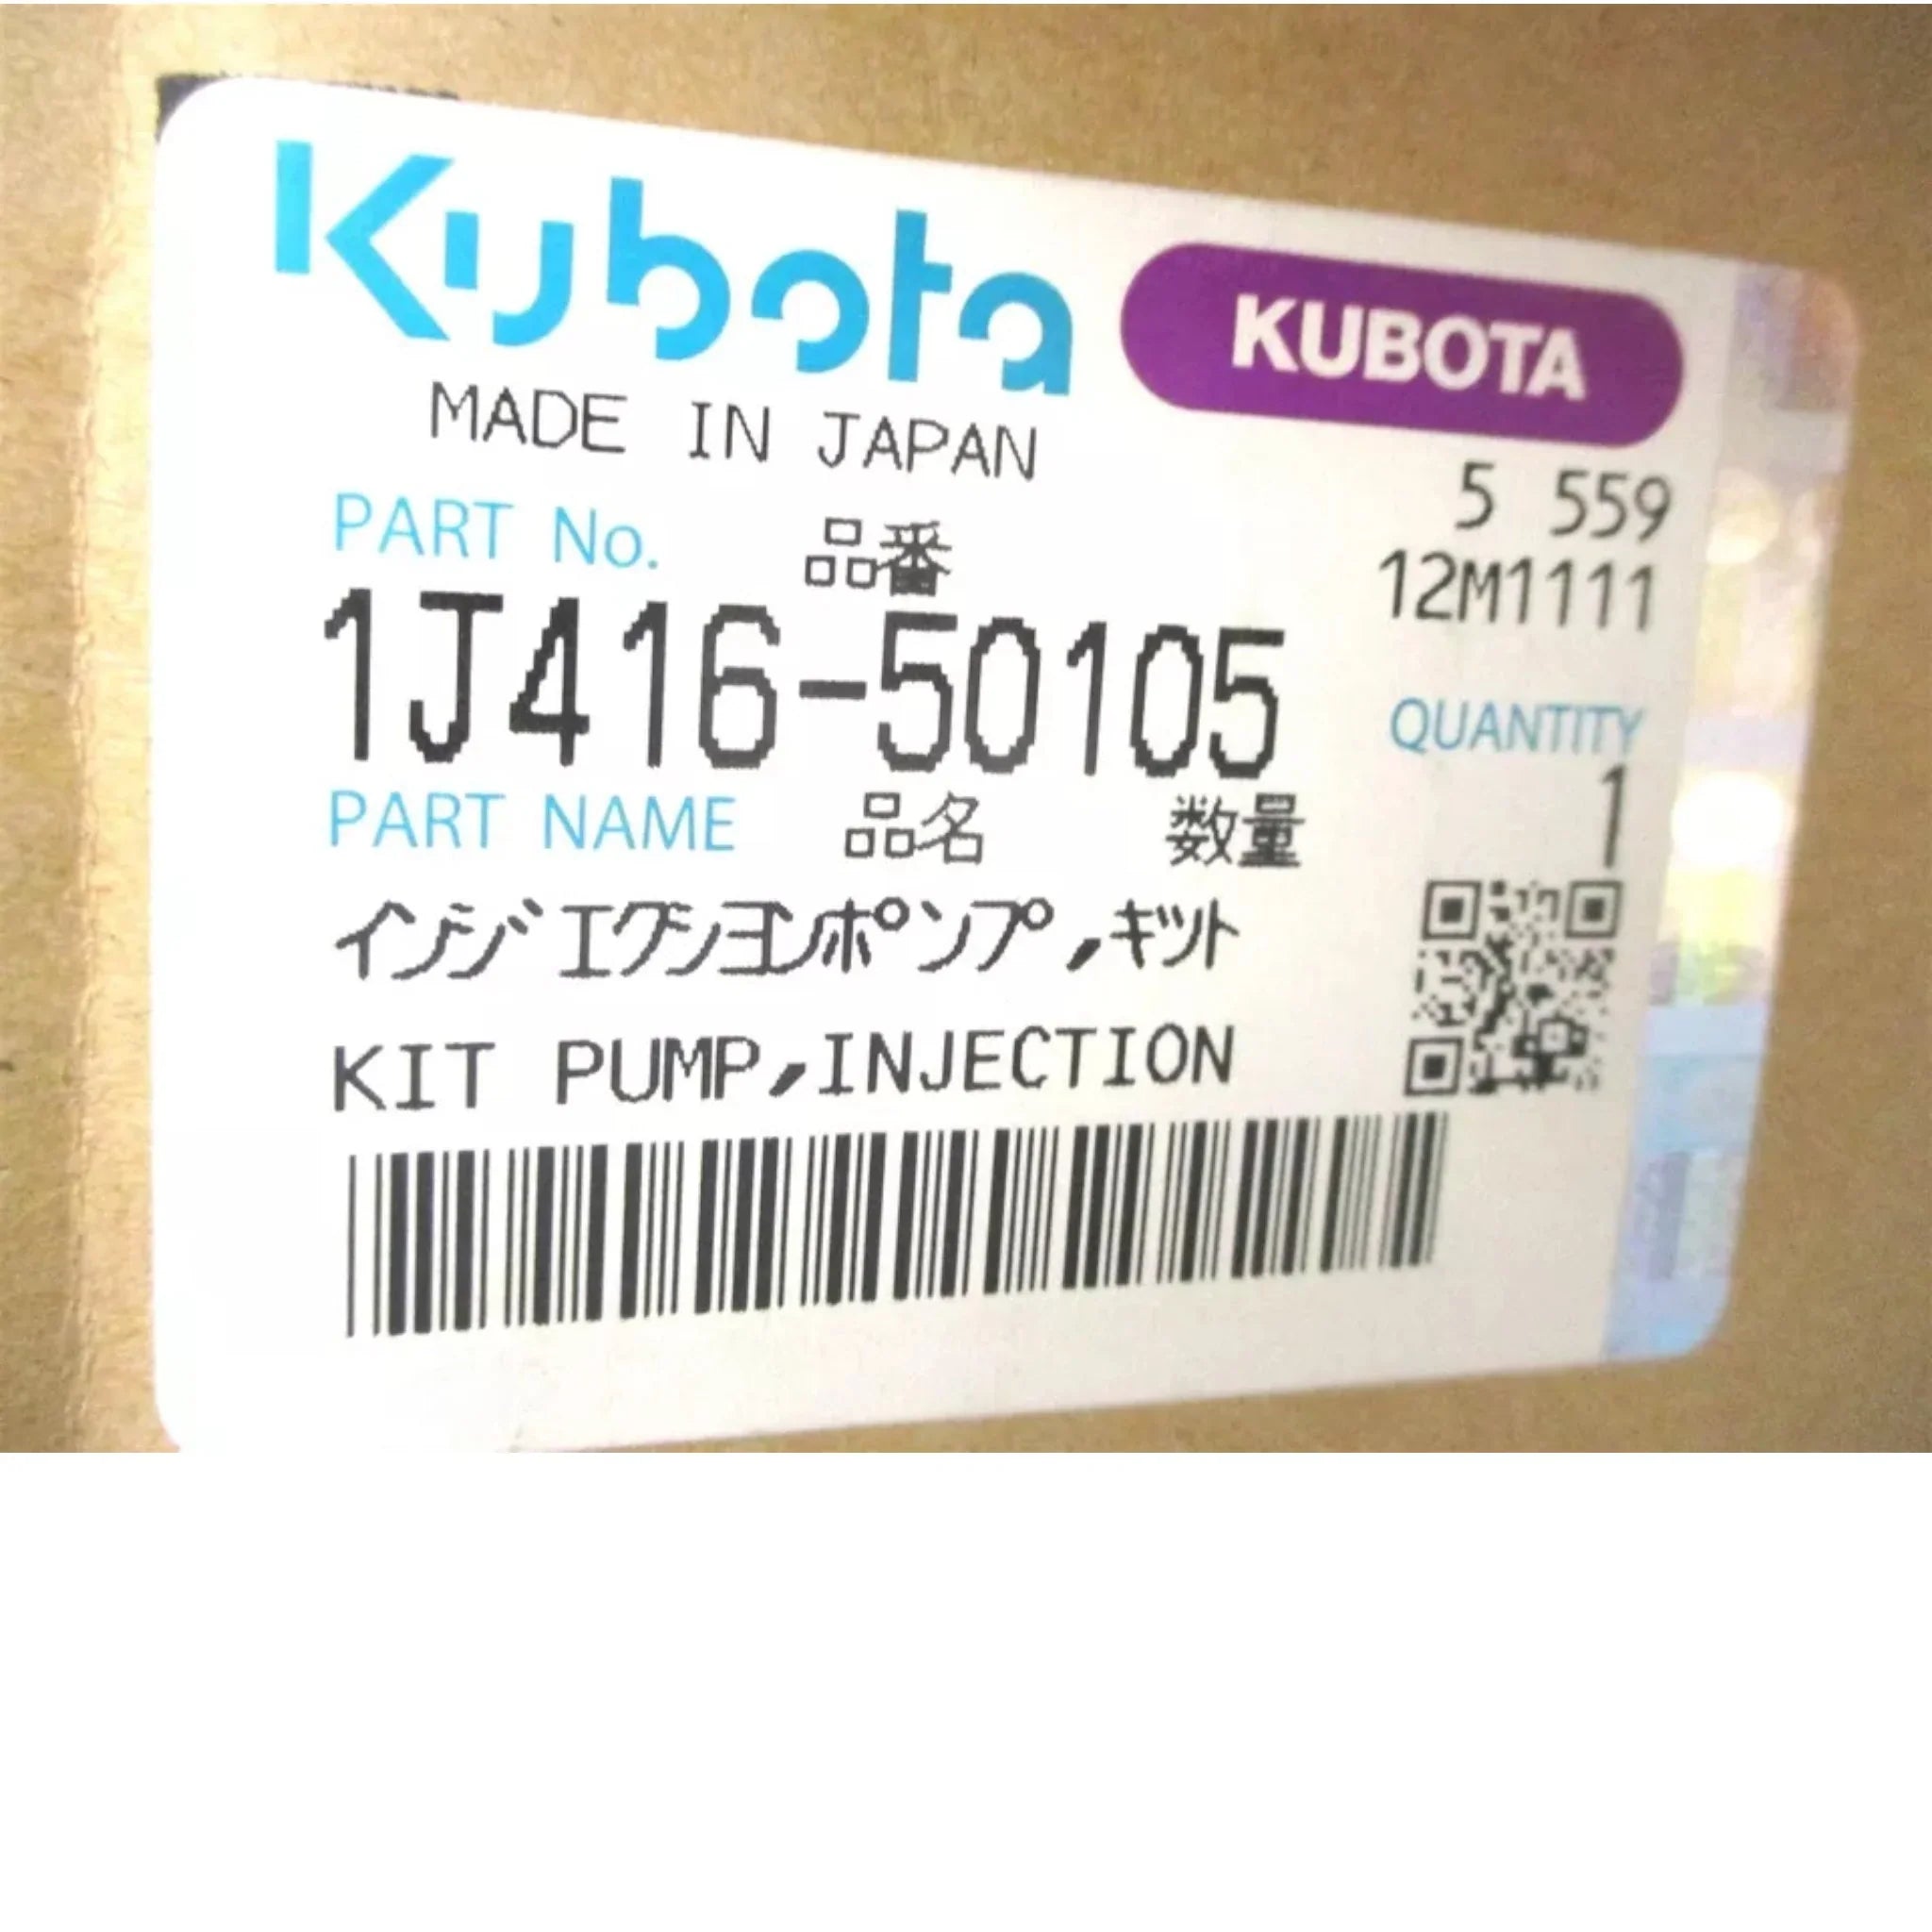 Kubota
KUBOTA
MADE IN JAPAN
5 559
PART No. 品番
12M1111
1J416-50105
QUANTITY
PART NAME 品名 数量
1
インジエクシヨンポンプ,キツト
KIT PUMP,INJECTION